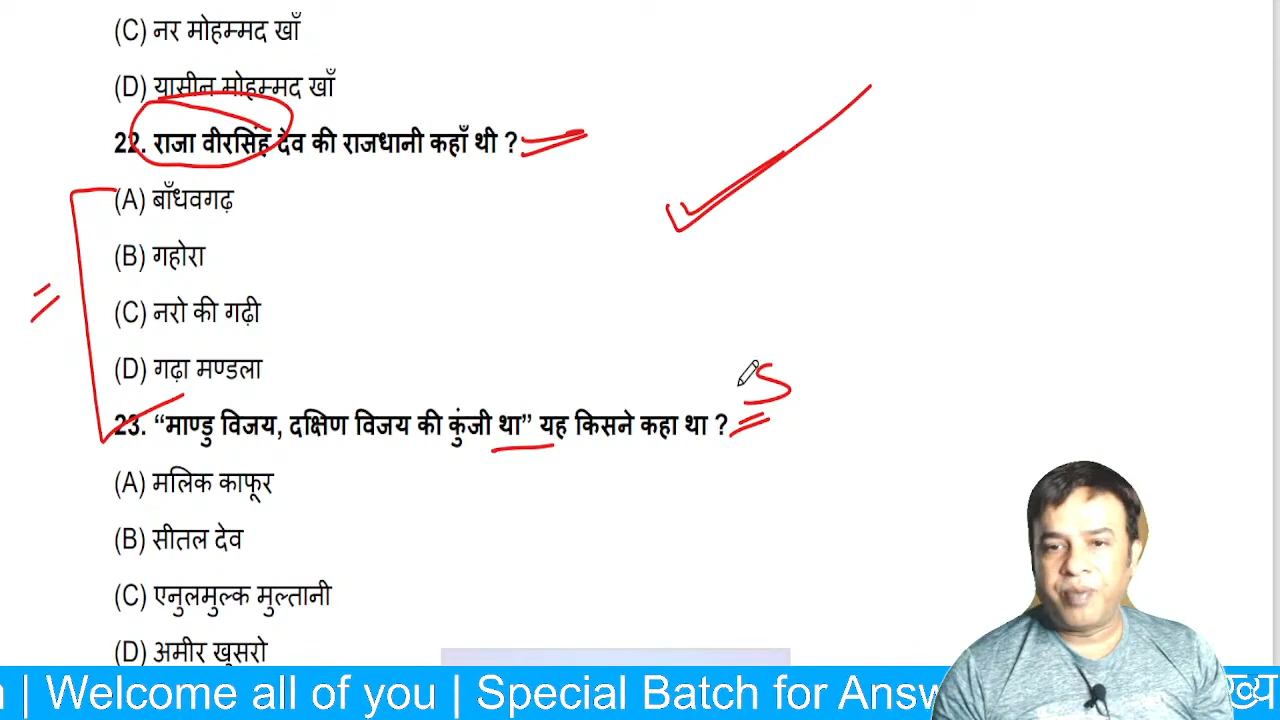 (C) नर मोहम्मद खाँ
(D) यासीन मोहम्मद खाँ
22. राजा वीरसिंह देव की राजधानी कहाँ थी ?
(A) बाँधवगढ़
(B) गहोरा
(C) नरो की गढ़ी
(D) गढ़ा मण्डला
23. “माण्डु विजय, दक्षिण विजय की कुंजी था” यह किसने कहा था ?
S
(A) मलिक काफूर
(B) सीतल देव
(C) एनुलमुल्क मुल्तानी
(D) अमीर खुसरो
| Welcome all of you | Special Batch for Answ